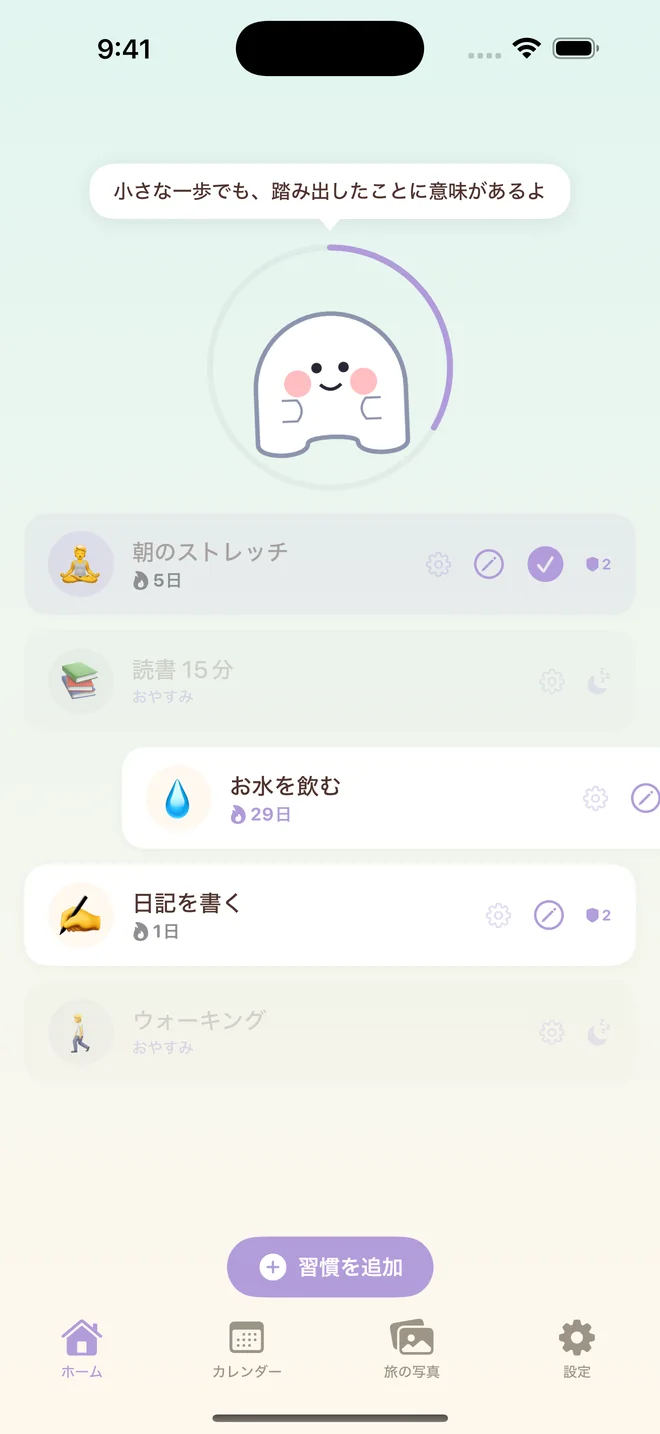 9:41
小さな一歩でも、踏み出したことに意味があるよ
朝のストレッチ
5日
2
読書 15分
おやすみ
お水を飲む
29日
日記を書く
1日
2
ウォーキング
おやすみ
習慣を追加
ホーム
カレンダー
旅の写真
設定